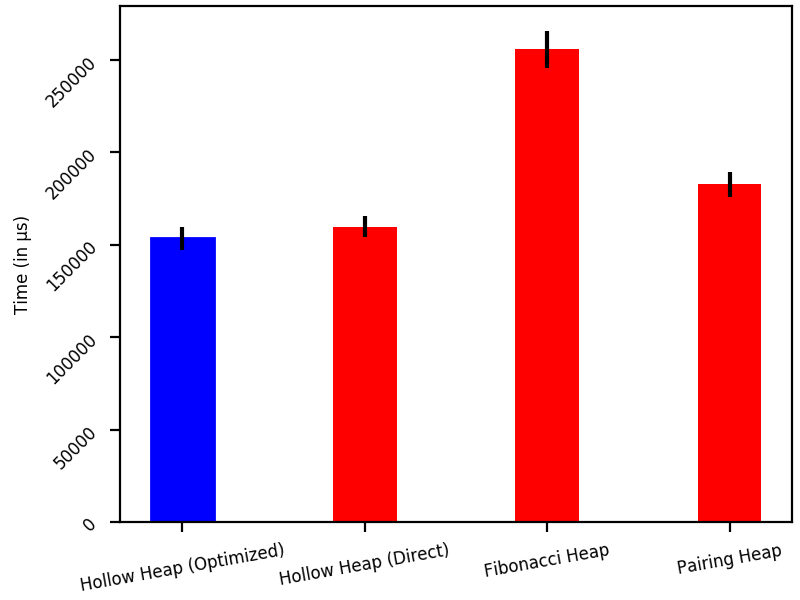 Time (in µs)
250000
200000
150000
100000
50000
0
Hollow Heap (Optimized)
Hollow Heap (Direct)
Fibonacci Heap
Pairing Heap